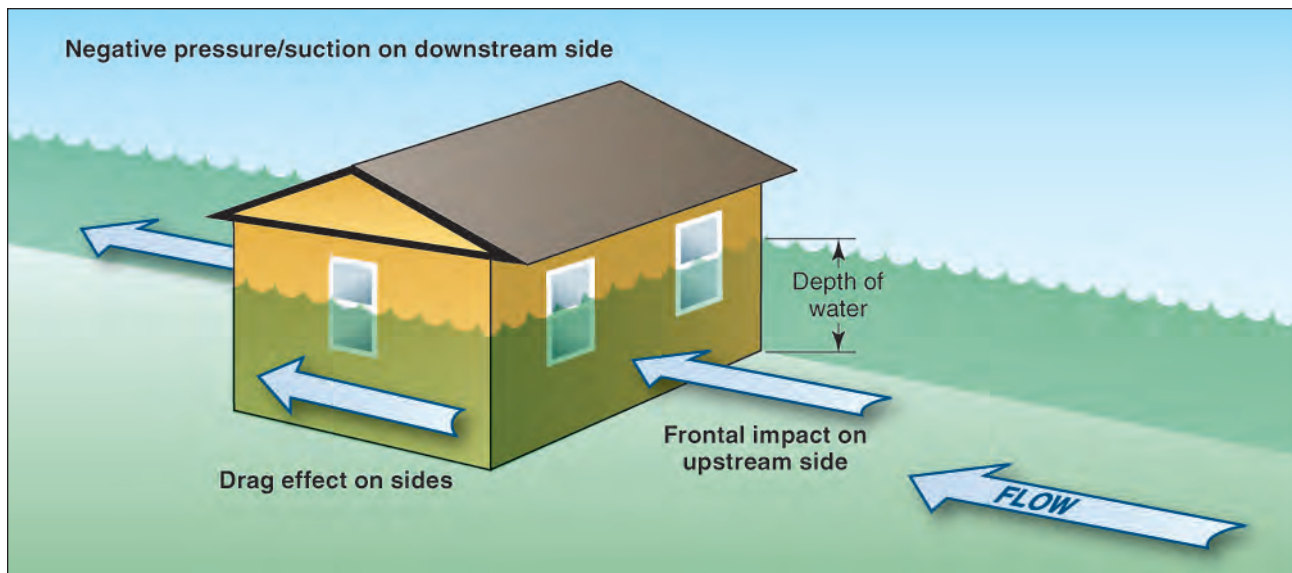 Negative pressure/suction on downstream side
Depth of
water
Frontal impact on
upstream side
Drag effect on sides
FLOW